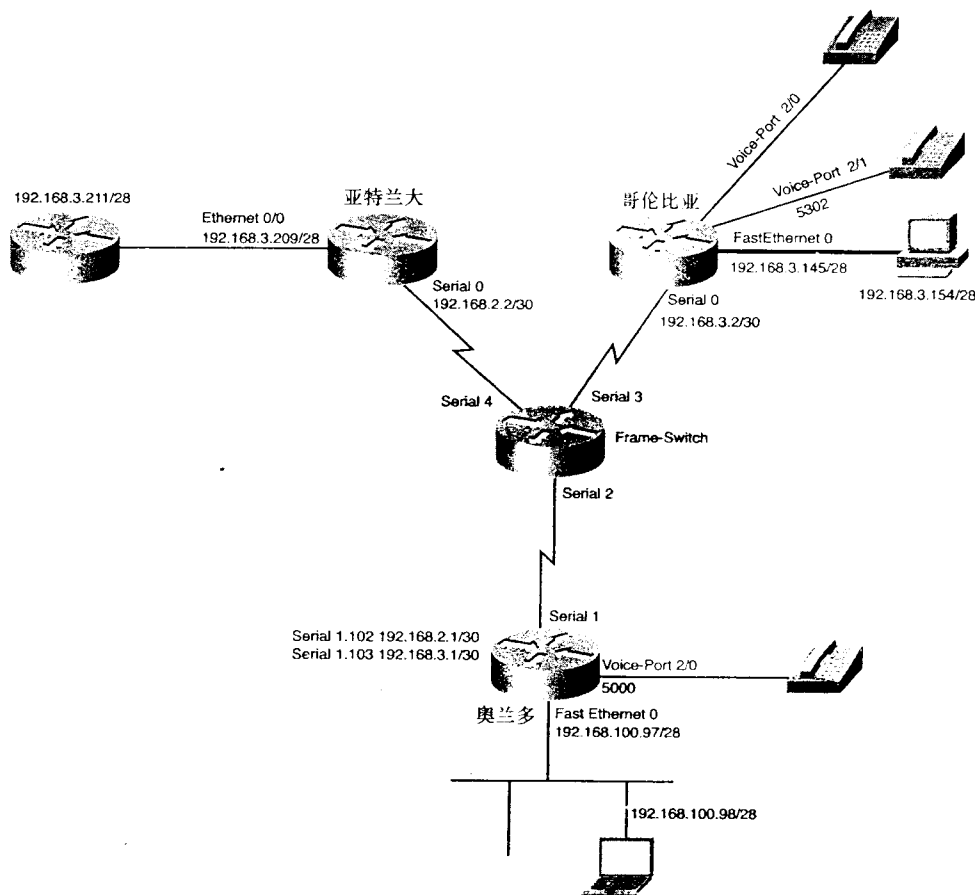 Voice-Port 2/0
Voice-Port 2/1
5302
192.168.3.211/28
亚特兰大
哥伦比亚
Ethernet 0/0
192.168.3.209/28
FastEthernet 0
192.168.3.145/28
192.168.3.154/28
Serial 0
192.168.2.2/30
Serial 0
192.168.3.2/30
Serial 4
Serial 3
Frame-Switch
Serial 2
Serial 1
Serial 1.102 192.168.2.1/30
Serial 1.103 192.168.3.1/30
Voice-Port 2/0
5000
奥兰多
Fast Ethernet 0
192.168.100.97/28
192.168.100.98/28